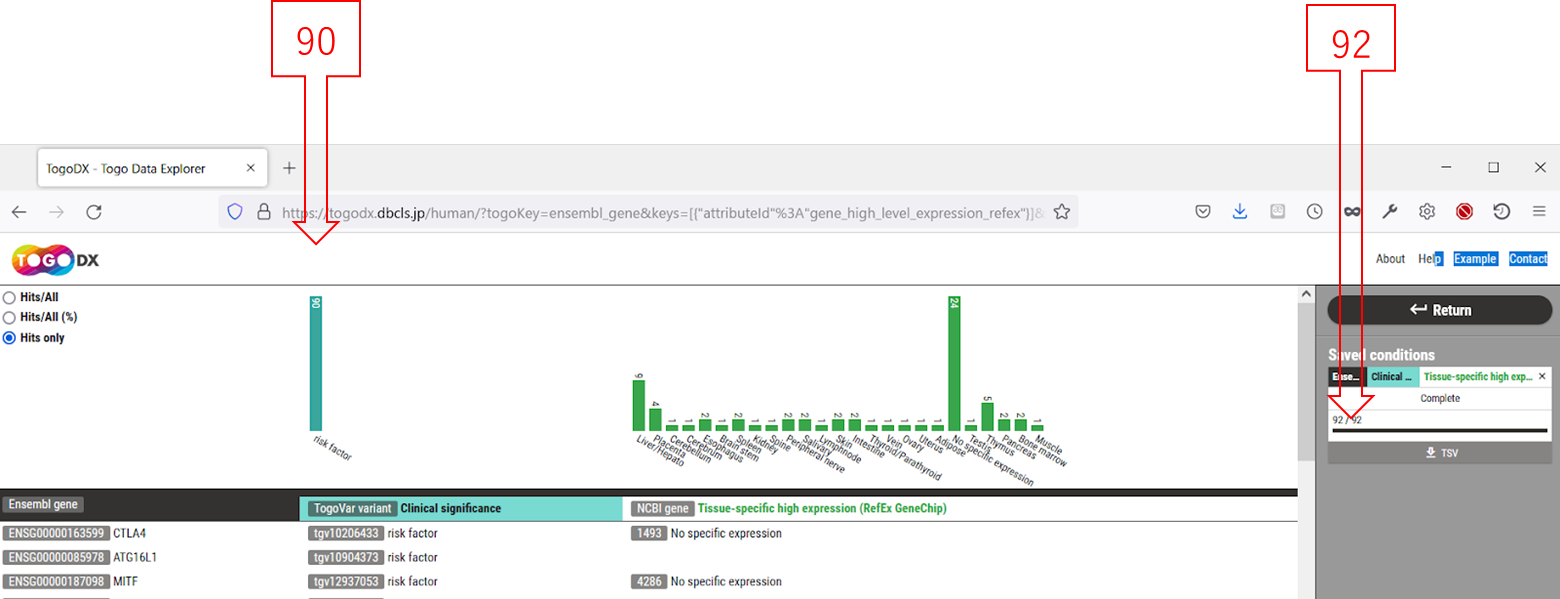 90
92
TogoDX - Togo Data Explorer
https://togodx.dbcls.jp/human/?togoKey=ensembl_gene&keys=[{"attributeId"%3A"gene_high_level_expression_refex"}]&
TOGO DX
About Help Example Contact
Hits/All
Hits/All (%)
Hits only
90
risk factor
9 4 1 1 2 1 2 1 1 2 2 1 2 2 1 1 1 1 1 24 1 5 2 2 1
Liver/Hepato
Placenta
Cerebellum
Cerebrum
Esophagus
Brain stem
Spleen
Kidney
Spine
Peripheral nerve
Salivary
Lymphnode
Skin
Intestine
Thyroid/Parathyroid
Vein
Ovary
Uterus
Adipose
No specific expression
Testis
Thymus
Pancreas
Bone marrow
Muscle
Return
Saved conditions
Ense... Clinical ... Tissue-specific high exp...
Complete
92 / 92
TSV
Ensembl gene TogoVar variant Clinical significance NCBI gene Tissue-specific high expression (RefEx GeneChip)
ENSG00000163599 CTLA4 tgv10206433 risk factor 1493 No specific expression
ENSG00000085978 ATG16L1 tgv10904373 risk factor
ENSG00000187098 MITF tgv12937053 risk factor 4286 No specific expression